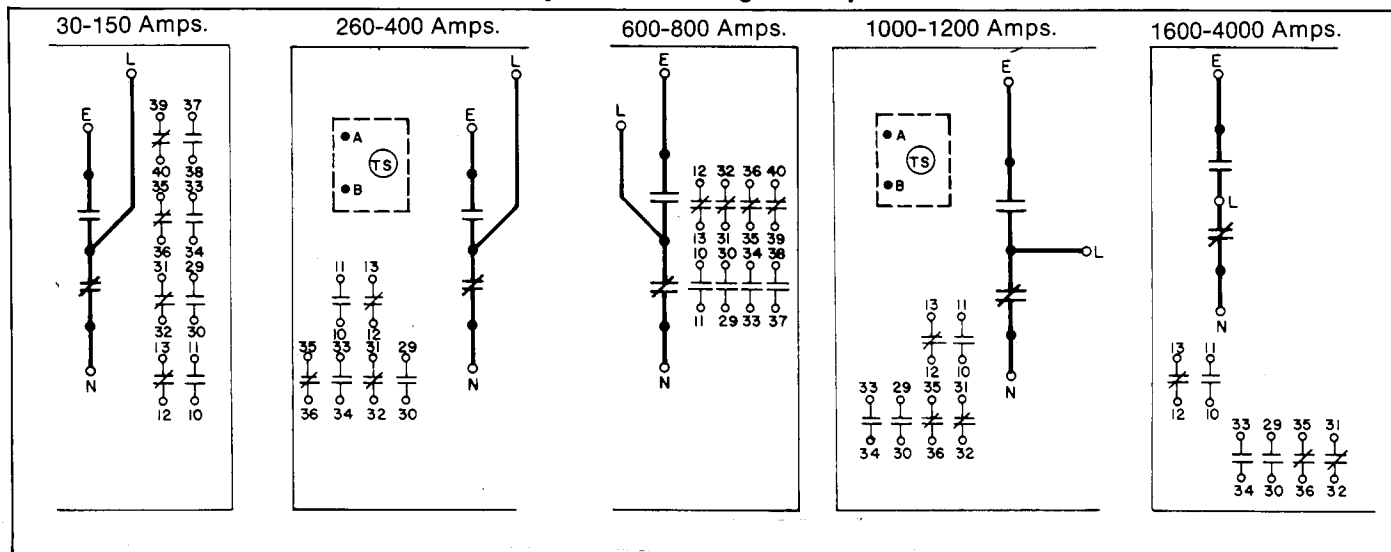 30-150 Amps.
L
E
39 37
40 38
35 33
36 34
31 29
32 30
13 11
12 10
N
260-400 Amps.
L
E
A
TS
B
11 13
10 12
35 33 31 29
36 34 32 30
N
600-800 Amps.
E
L
12 32 36 40
13 31 35 39
10 30 34 38
11 29 33 37
N
1000-1200 Amps.
E
A
TS
B
L
13 11
12 10
N
33 29 35 31
34 30 36 32
1600-4000 Amps.
E
L
N
13 11
12 10
33 29 35 31
34 30 36 32